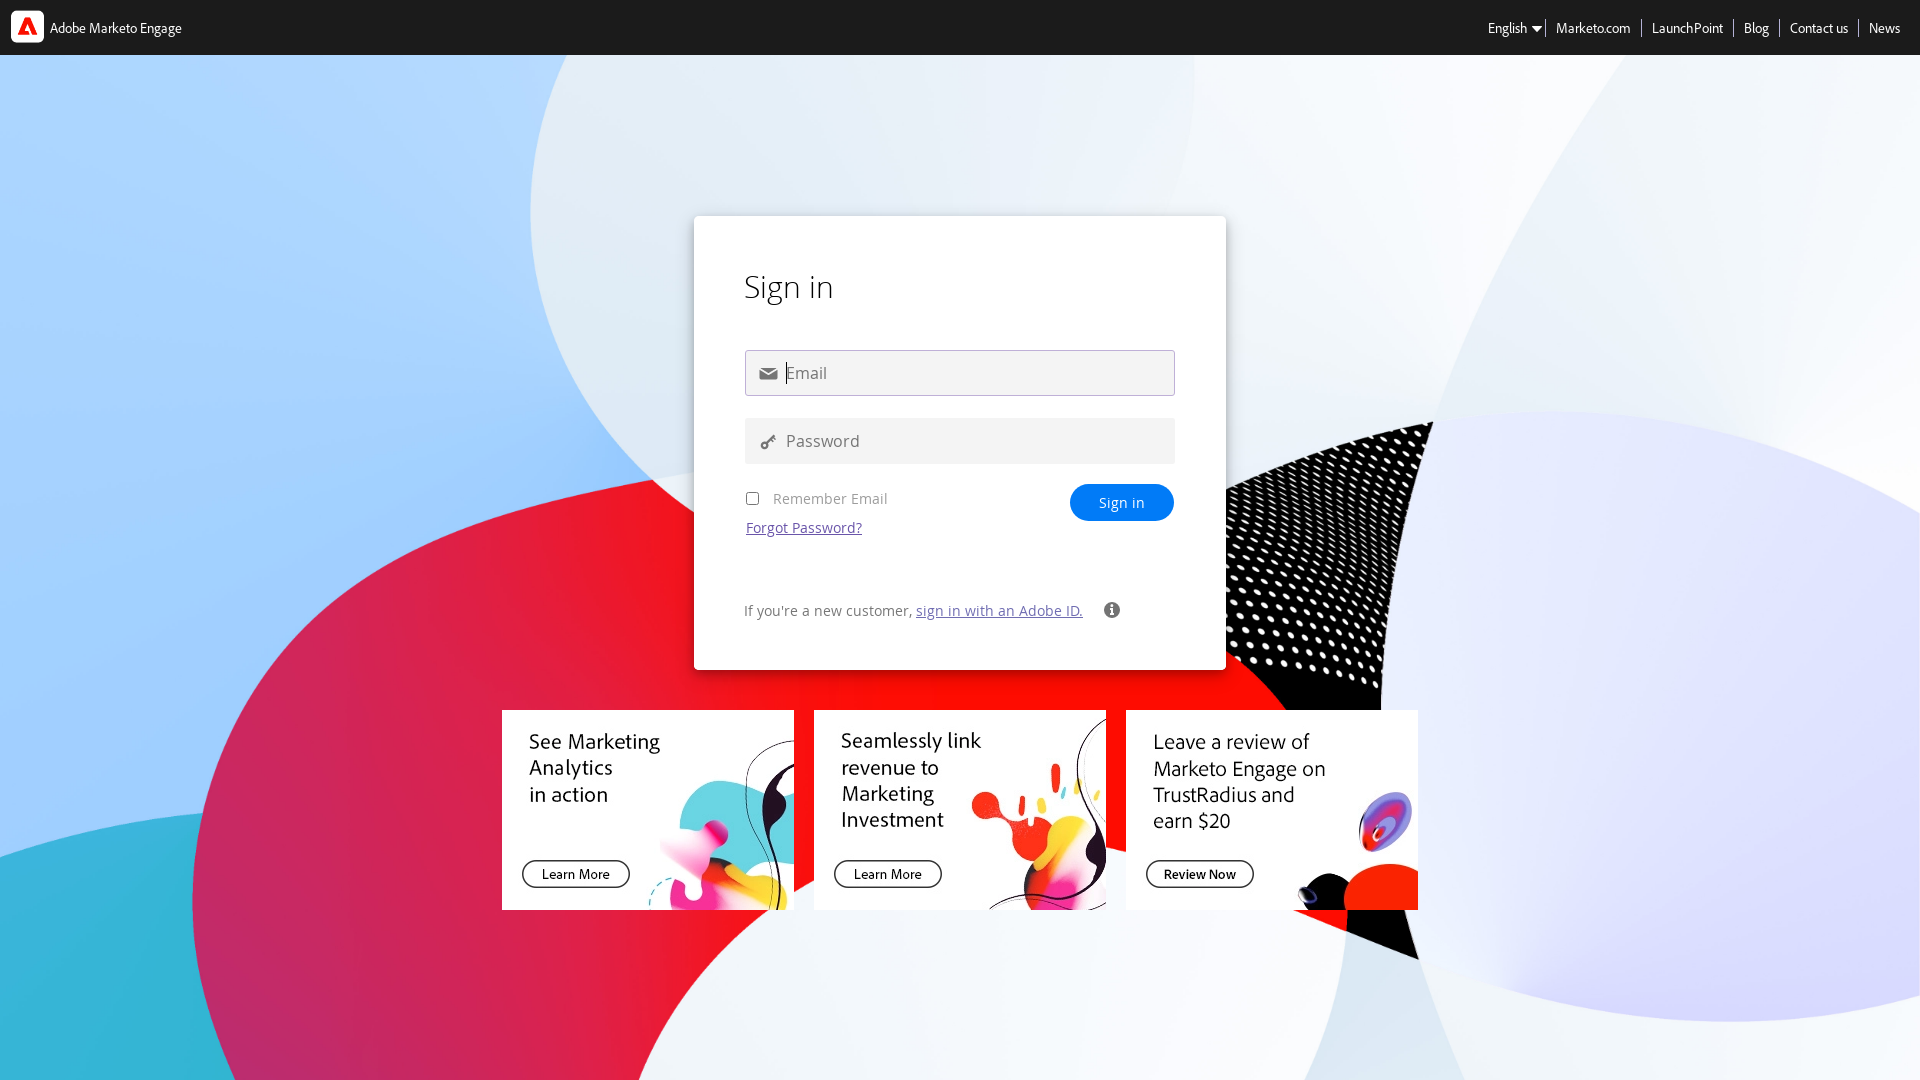 Adobe Marketo Engage
English
Marketo.com
LaunchPoint
Blog
Contact us
News
Sign in
Email
Password
Remember Email
Sign in
Forgot Password?
If you're a new customer, sign in with an Adobe ID.
See Marketing
Analytics
in action
Learn More
Seamlessly link
revenue to
Marketing
Investment
Learn More
Leave a review of
Marketo Engage on
TrustRadius and
earn $20
Review Now